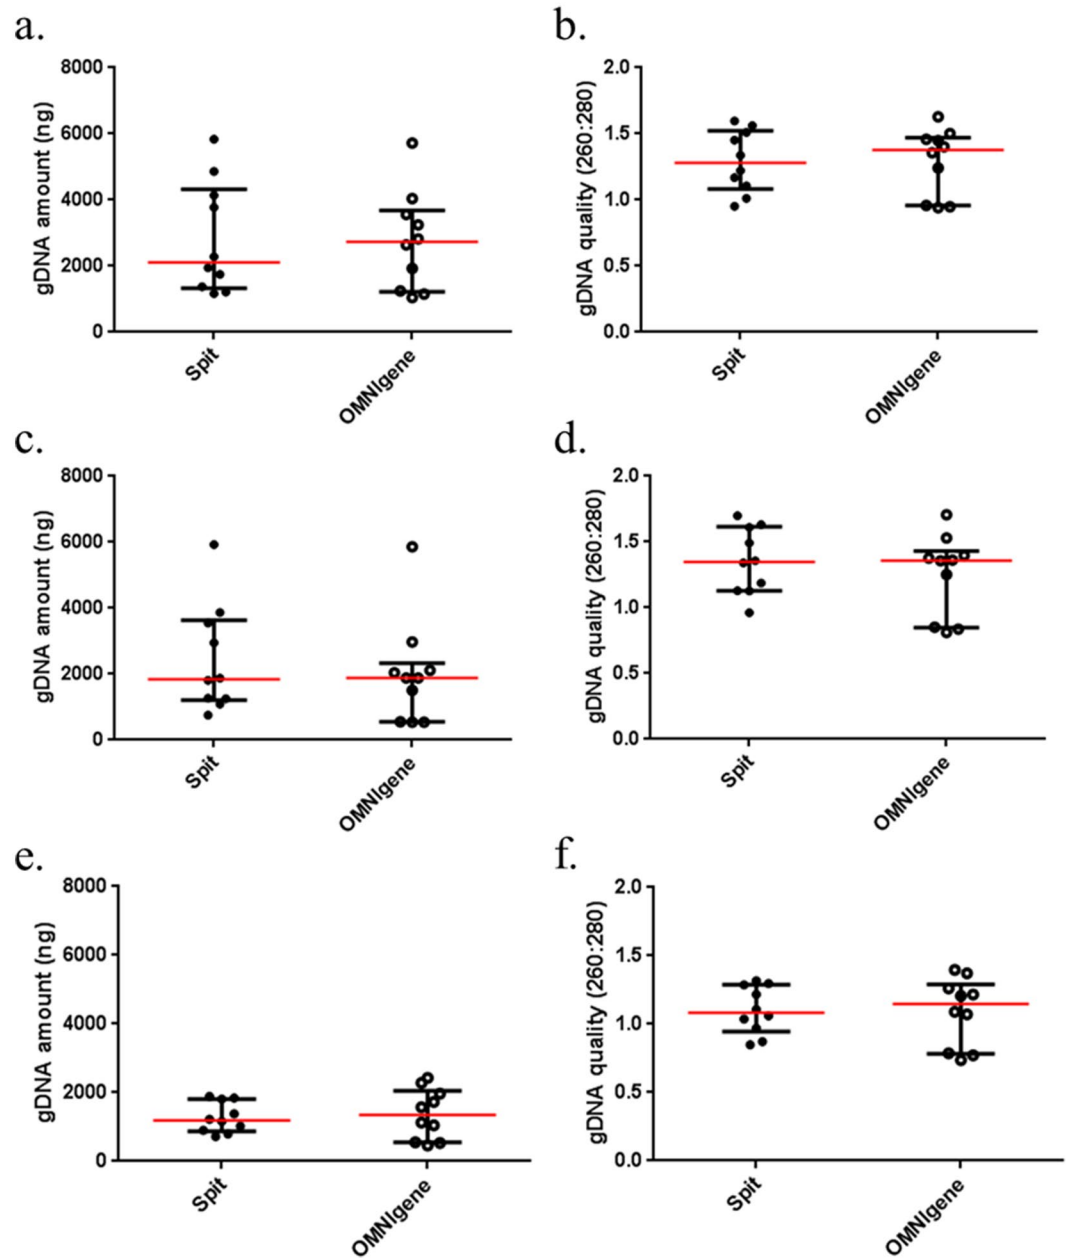 a.
gDNA amount (ng)
8000
6000
4000
2000
0
Spit
OMNIgene
b.
gDNA quality (260:280)
2.0
1.5
1.0
0.5
0.0
Spit
OMNIgene
c.
gDNA amount (ng)
8000
6000
4000
2000
0
Spit
OMNIgene
d.
gDNA quality (260:280)
2.0
1.5
1.0
0.5
0.0
Spit
OMNIgene
e.
gDNA amount (ng)
8000
6000
4000
2000
0
Spit
OMNIgene
f.
gDNA quality (260:280)
2.0
1.5
1.0
0.5
0.0
Spit
OMNIgene